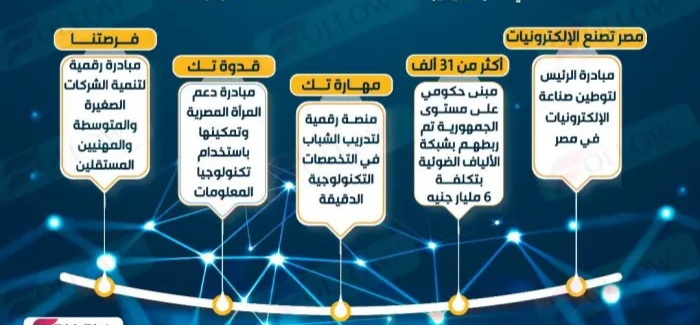 مصر تصنع الإلكترونيات
مبادرة الرئيس
لتوطين صناعة
الإلكترونيات
في مصر
أكثر من 31 ألف
مبنى حكومي
على مستوى
الجمهورية تم
ربطهم بشبكة
الألياف الضوئية
بتكلفة
6 مليار جنيه
مهارة تك
منصة رقمية
لتدريب الشباب
في التخصصات
التكنولوجية
الدقيقة
قدوة تك
مبادرة دعم
المرأة المصرية
وتمكينها
باستخدام
تكنولوجيا
المعلومات
فرصتنا
مبادرة رقمية
لتنمية الشركات
الصغيرة
والمتوسطة
والمهنيين
المستقلين
FOLLOW